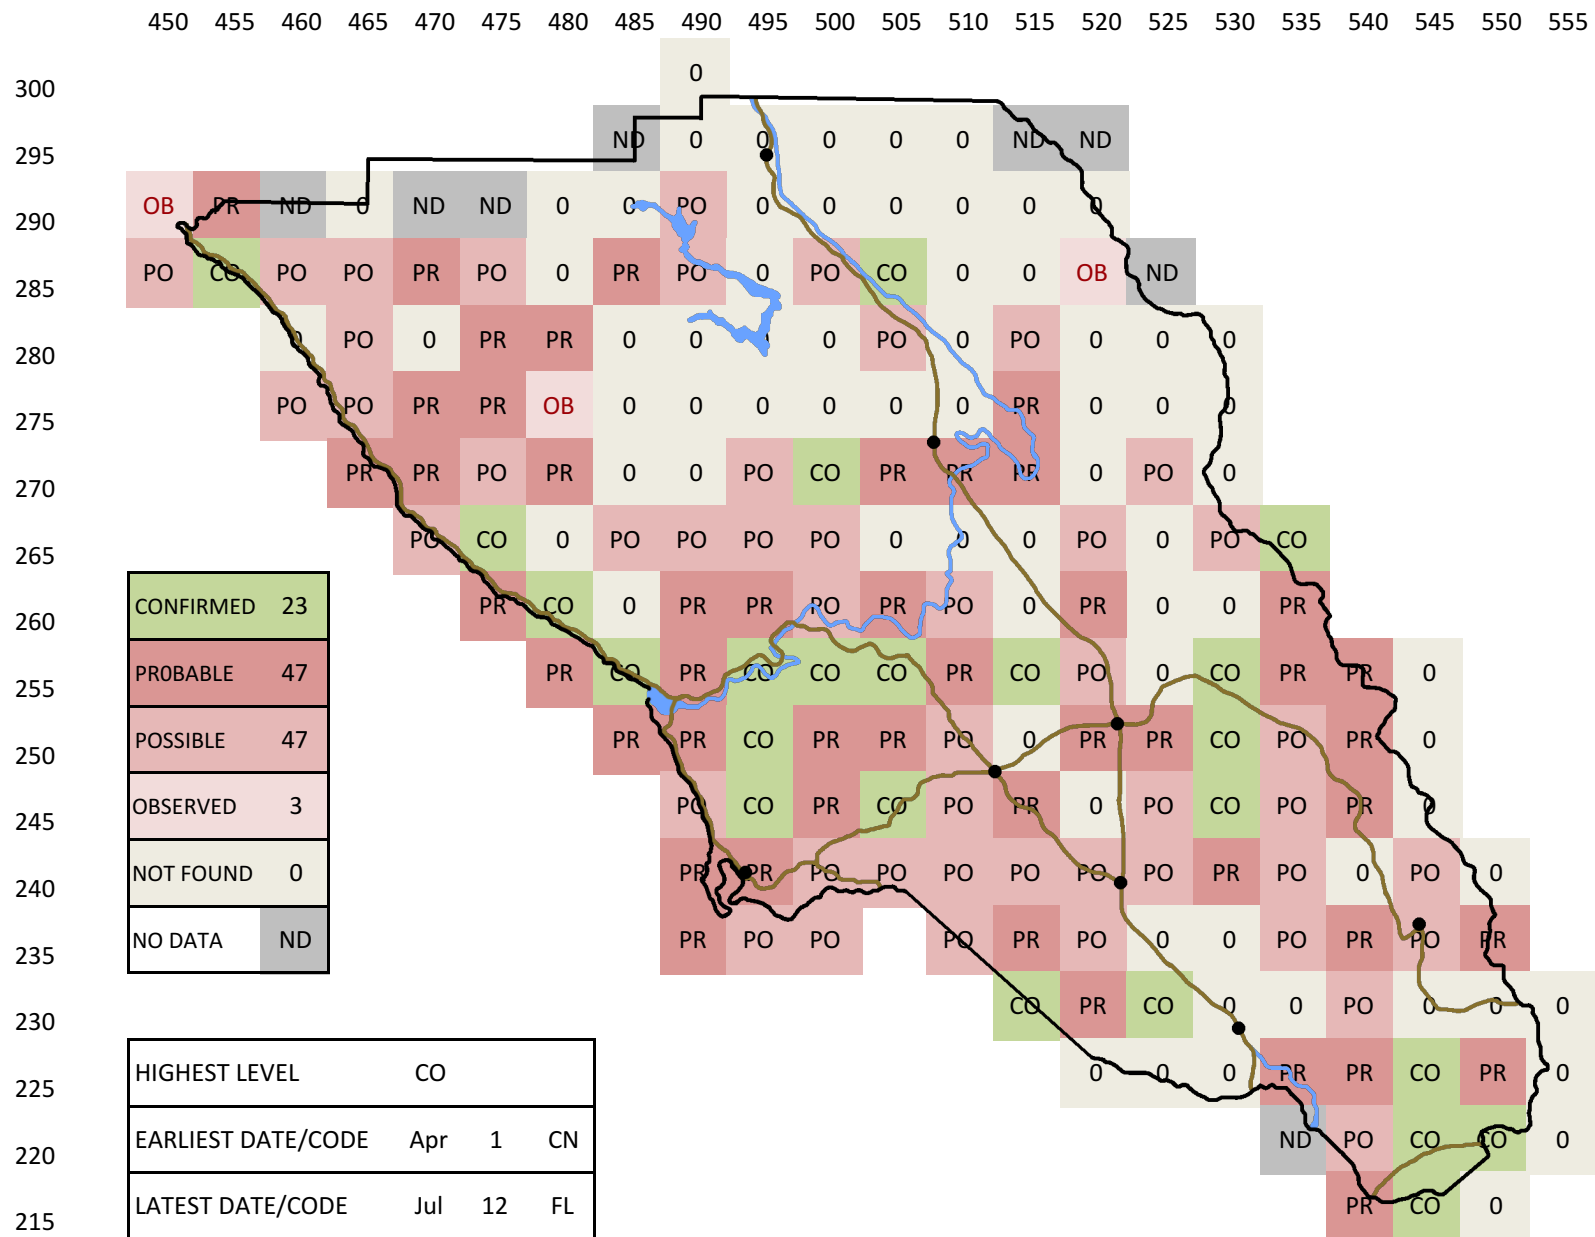 450 455 460 465 470 475 480 485 490 495 500 505 510 515 520 525 530 535 540 545 550 555
300 0
295 ND 0 0 0 0 0 ND ND
290 OB PR ND 0 ND ND 0 0 PO 0 0 0 0 0 0
285 PO CO PO PO PR PO 0 PR PO 0 PO CO 0 0 OB ND
280 0 PO 0 PR PR 0 0 0 0 PO 0 PO 0 0 0
275 PO PO PR PR OB 0 0 0 0 0 0 PR 0 0 0
270 PR PR PO PR 0 0 PO CO PR PR PR 0 PO 0
265 PO CO 0 PO PO PO PO 0 0 0 PO 0 PO CO
260 PR CO 0 PR PR PO PR PO 0 PR 0 0 PR
255 PR CO PR CO CO CO PR CO PO 0 CO PR PR 0
250 PR PR CO PR PR PO 0 PR PR CO PO PR 0
245 PO CO PR CO PO PR 0 PO CO PO PR 0
240 PR PR PO PO PO PO PO PO PR PO 0 PO 0
235 PR PO PO PO PR PO 0 0 PO PR PO PR
230 CO PR CO 0 0 PO 0 0 0
225 0 0 0 PR PR CO PR 0
220 ND PO CO CO 0
215 PR CO 0
CONFIRMED 23
PR0BABLE 47
POSSIBLE 47
OBSERVED 3
NOT FOUND 0
NO DATA ND
HIGHEST LEVEL CO
EARLIEST DATE/CODE Apr 1 CN
LATEST DATE/CODE Jul 12 FL